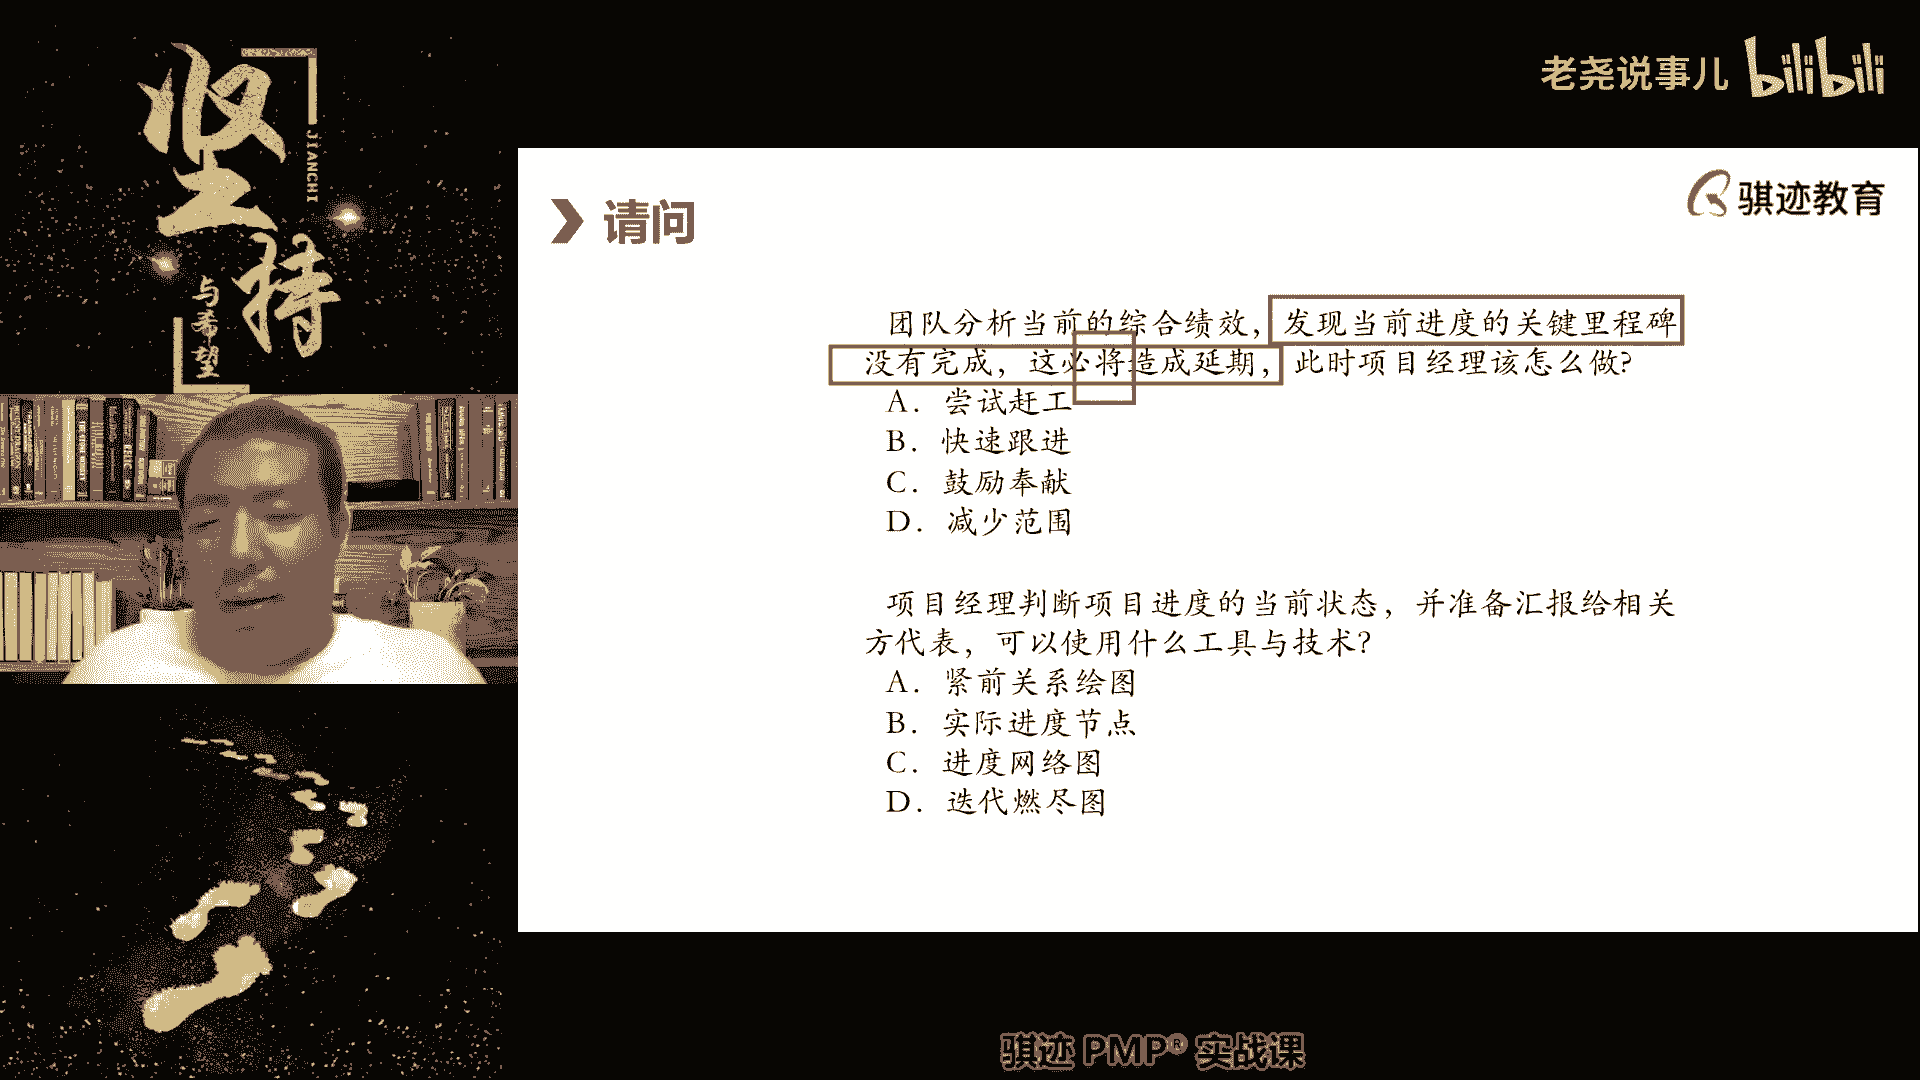 坚持
JIANCHI
与希望
老尧说事儿 bilibili
骐迹教育
请问
团队分析当前的综合绩效，发现当前进度的关键里程碑
没有完成，这必将造成延期，此时项目经理该怎么做?
A. 尝试赶工
B. 快速跟进
C. 鼓励奉献
D. 减少范围
项目经理判断项目进度的当前状态，并准备汇报给相关
方代表，可以使用什么工具与技术?
A. 紧前关系绘图
B. 实际进度节点
C. 进度网络图
D. 迭代燃尽图
骐迹 PMP® 实战课